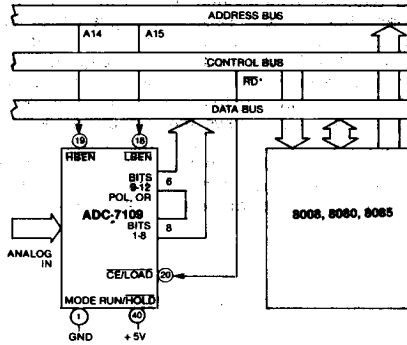 ADDRESS BUS
A14
A15
CONTROL BUS
RD*
DATA BUS
19
18
HBEN
LBEN
BITS
9-12
POL, OR
6
ADC-7109
BITS
1-8
8
8008, 8080, 8085
ANALOG
IN
CE/LOAD
20
MODE RUN/HOLD
1
40
GND
+5V